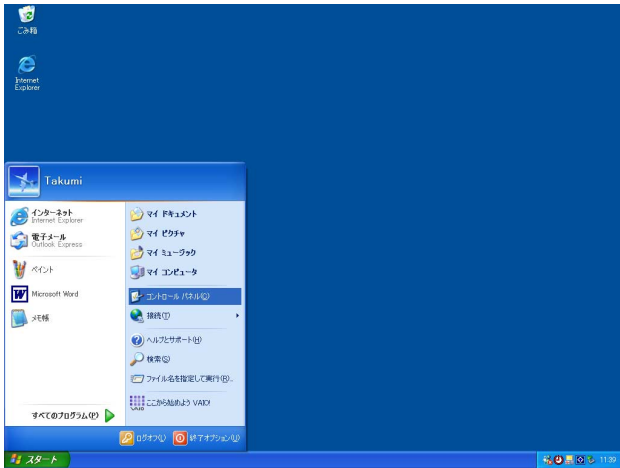 ごみ箱
Internet
Explorer
Takumi
インターネット
Internet Explorer
電子メール
Outlook Express
ペイント
Microsoft Word
メモ帳
すべてのプログラム(P)
マイ ドキュメント
マイ ピクチャ
マイ ミュージック
マイ コンピュータ
コントロール パネル(C)
接続(T)
ヘルプとサポート(H)
検索(S)
ファイル名を指定して実行(R)...
ここから始めよう VAIO!
VAIO
ログオフ(L)
終了オプション(U)
スタート
11:39